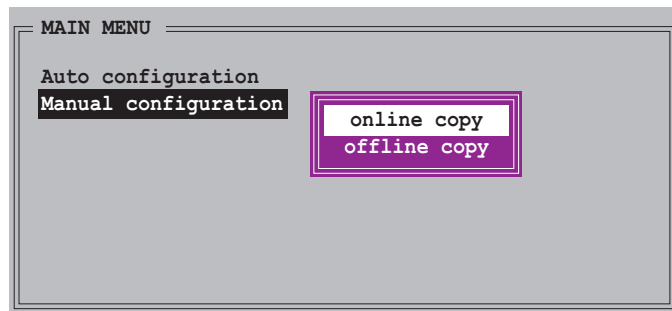 MAIN MENU
Auto configuration
Manual configuration
online copy
offline copy